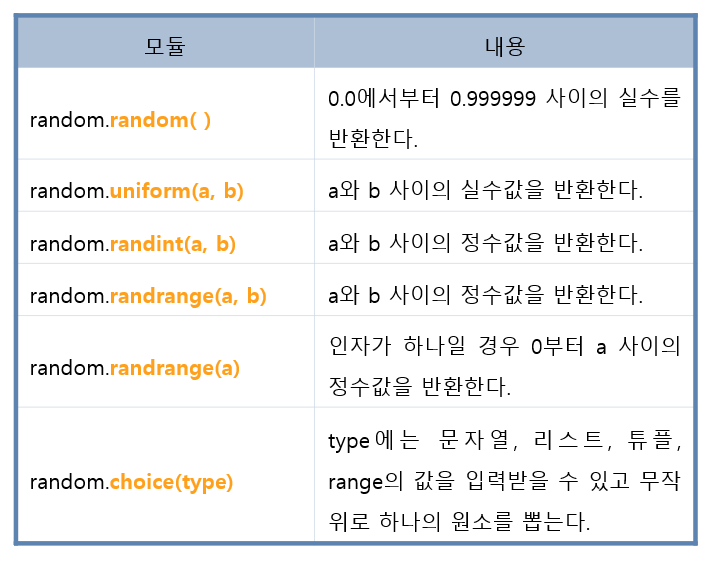 모듈
내용
random.random( )
0.0에서부터 0.999999 사이의 실수를
반환한다.
random.uniform(a, b)
a와 b 사이의 실수값을 반환한다.
random.randint(a, b)
a와 b 사이의 정수값을 반환한다.
random.randrange(a, b)
a와 b 사이의 정수값을 반환한다.
random.randrange(a)
인자가 하나일 경우 0부터 a 사이의
정수값을 반환한다.
random.choice(type)
type에는 문자열, 리스트, 튜플,
range의 값을 입력받을 수 있고 무작
위로 하나의 원소를 뽑는다.